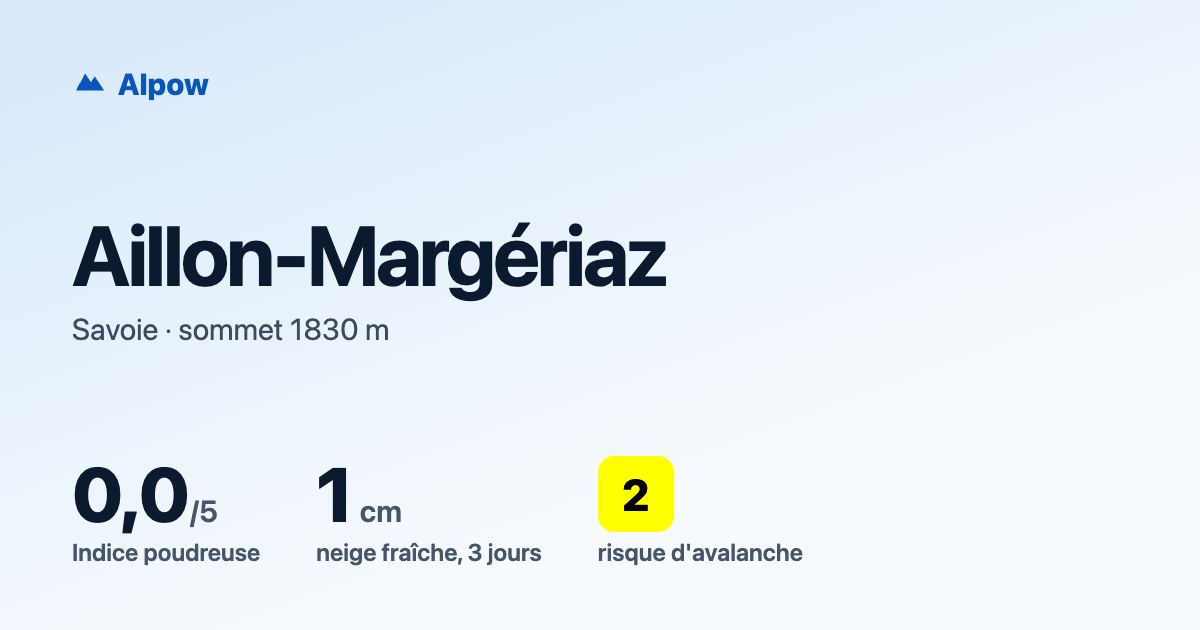 Alpow
Aillon-Margériaz
Savoie · sommet 1830 m
0,0/5
Indice poudreuse
1 cm
neige fraîche, 3 jours
2
risque d'avalanche